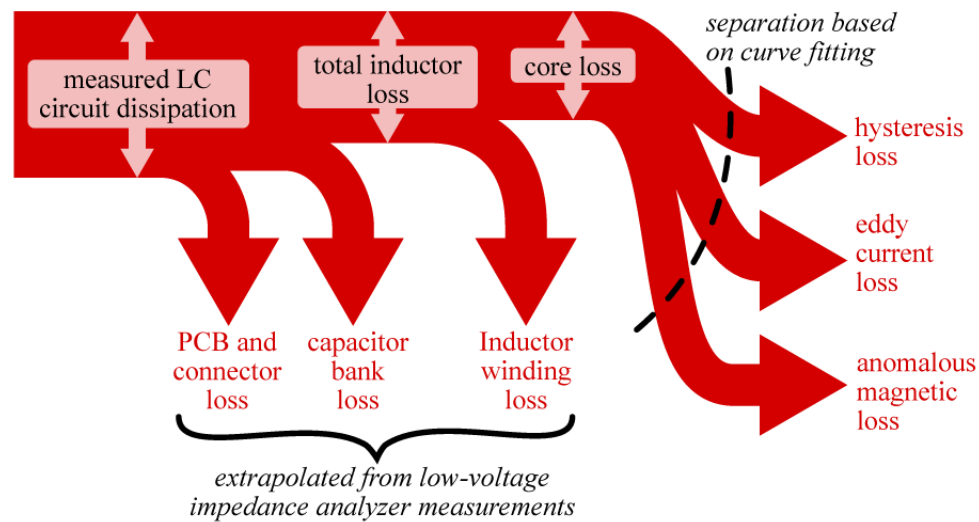 separation based
on curve fitting
measured LC
circuit dissipation
total inductor
loss
core loss
hysteresis
loss
eddy
current
loss
anomalous
magnetic
loss
PCB and
connector
loss
capacitor
bank
loss
Inductor
winding
loss
extrapolated from low-voltage
impedance analyzer measurements